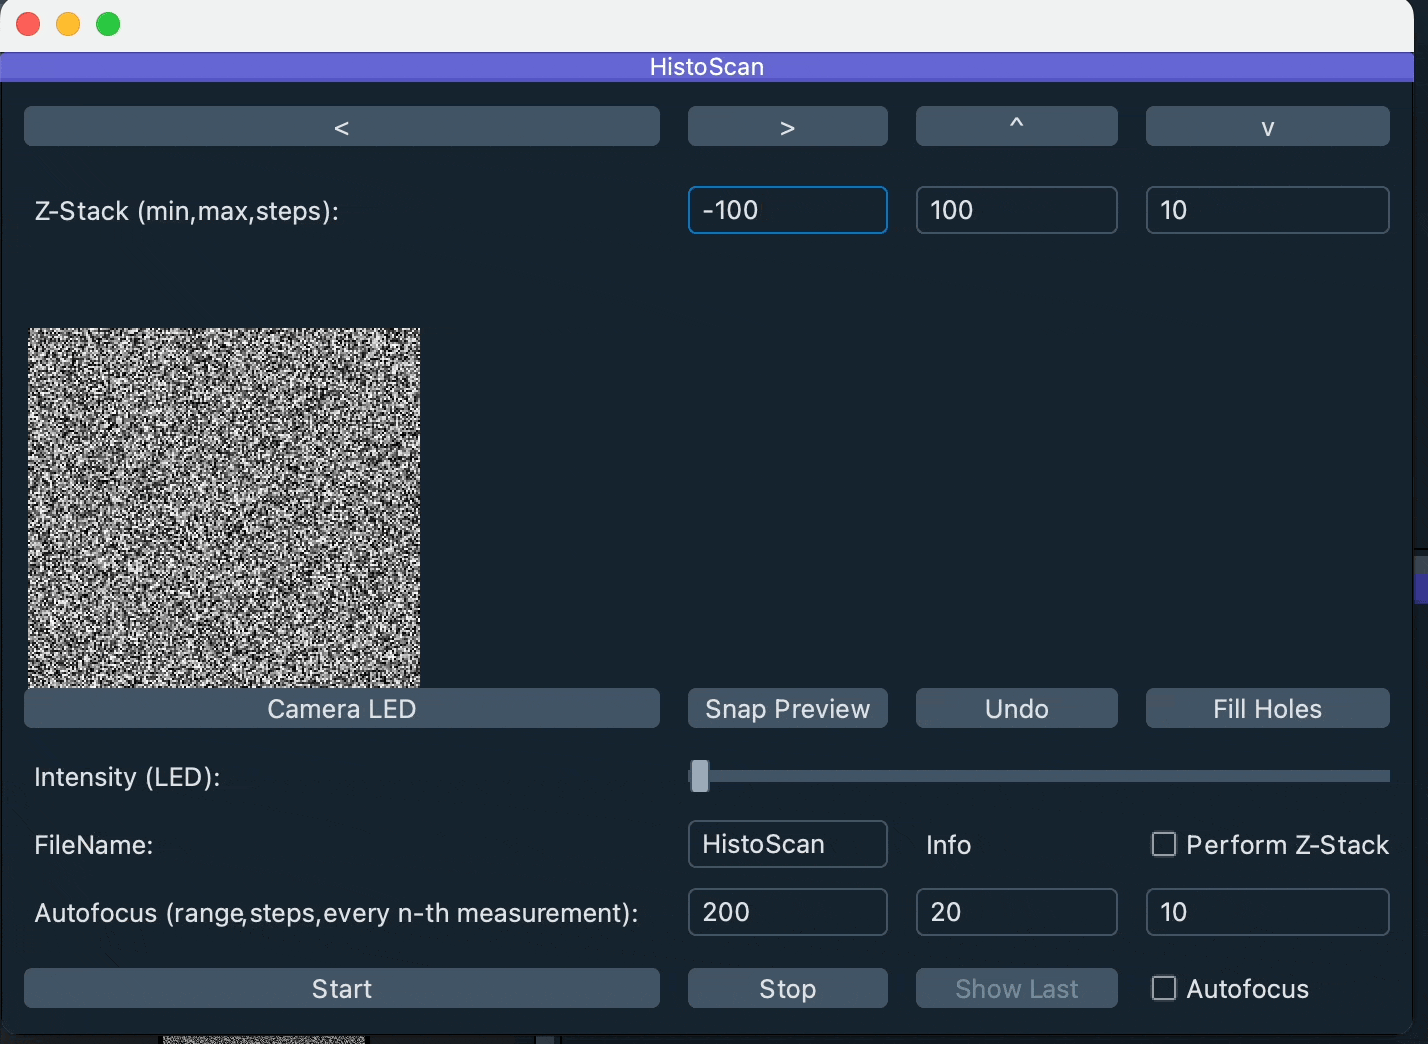 HistoScan
< > ^ v
Z-Stack (min,max,steps): -100 100 10
Camera LED Snap Preview Undo Fill Holes
Intensity (LED):
FileName: HistoScan Info Perform Z-Stack
Autofocus (range,steps,every n-th measurement): 200 20 10
Start Stop Show Last Autofocus